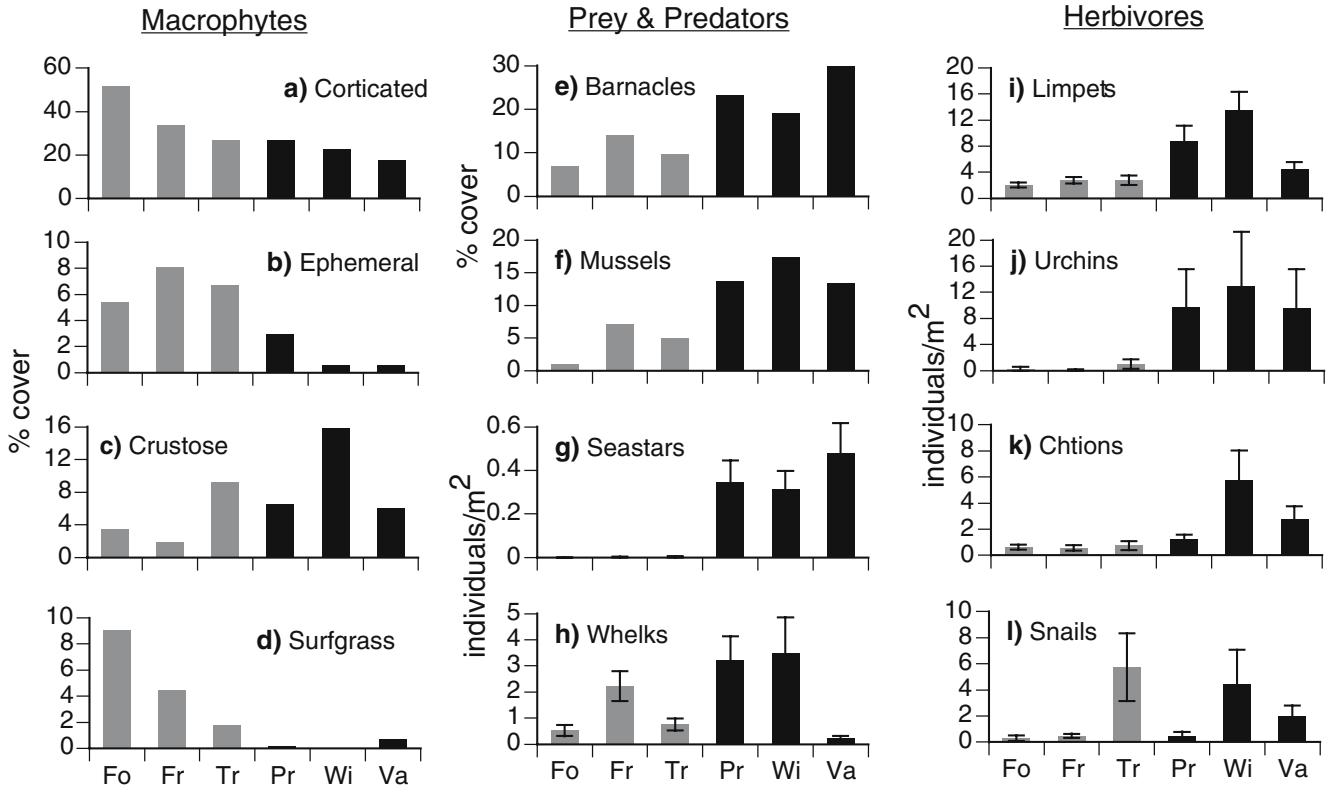 Macrophytes
% cover
a) Corticated
60
40
20
0
b) Ephemeral
10
8
6
4
2
0
c) Crustose
16
12
8
4
0
d) Surfgrass
10
8
6
4
2
0
Fo Fr Tr Pr Wi Va
Prey & Predators
% cover
e) Barnacles
30
20
10
0
f) Mussels
20
15
10
5
0
individuals/m²
g) Seastars
0.6
0.4
0.2
0
h) Whelks
5
4
3
2
1
0
Fo Fr Tr Pr Wi Va
Herbivores
individuals/m²
i) Limpets
20
16
12
8
4
0
j) Urchins
20
16
12
8
4
0
k) Chtions
10
8
6
4
2
0
l) Snails
10
8
6
4
2
0
Fo Fr Tr Pr Wi Va